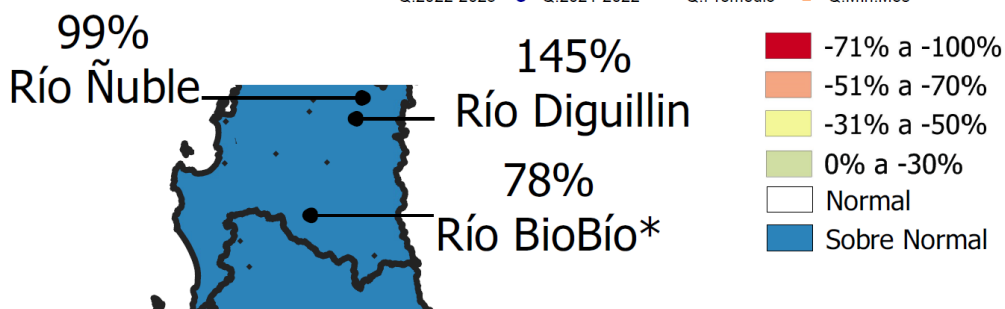 99%
Río Ñuble
145%
Río Diguillin
78%
Río BioBío*
-71% a -100%
-51% a -70%
-31% a -50%
0% a -30%
Normal
Sobre Normal